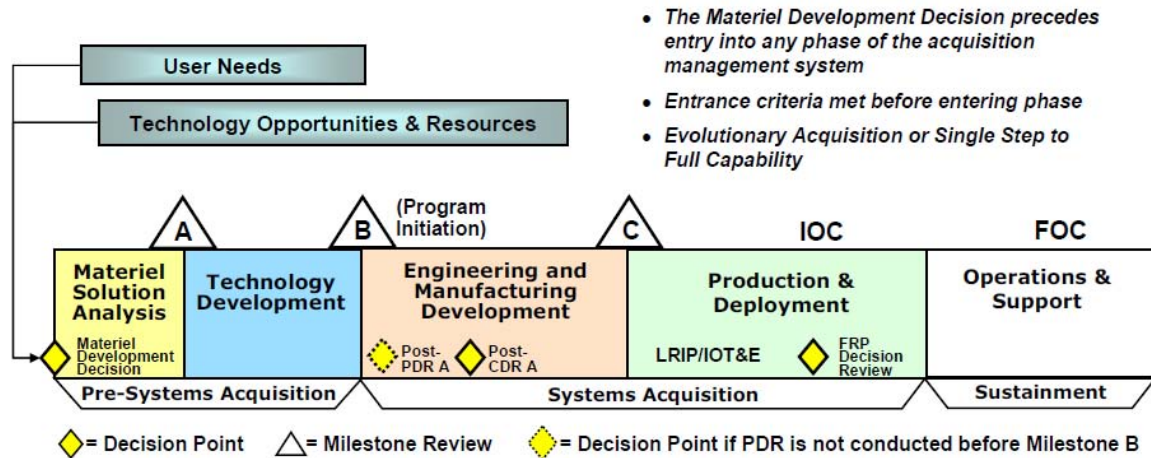 • The Materiel Development Decision precedes
entry into any phase of the acquisition
management system
• Entrance criteria met before entering phase
• Evolutionary Acquisition or Single Step to
Full Capability
User Needs
Technology Opportunities & Resources
A
B
(Program
Initiation)
C
IOC
FOC
Materiel
Solution
Analysis
Technology
Development
Engineering and
Manufacturing
Development
Production &
Deployment
Operations &
Support
Materiel
Development
Decision
Post-
PDR A
Post-
CDR A
LRIP/IOT&E
FRP
Decision
Review
Pre-Systems Acquisition
Systems Acquisition
Sustainment
= Decision Point
= Milestone Review
= Decision Point if PDR is not conducted before Milestone B